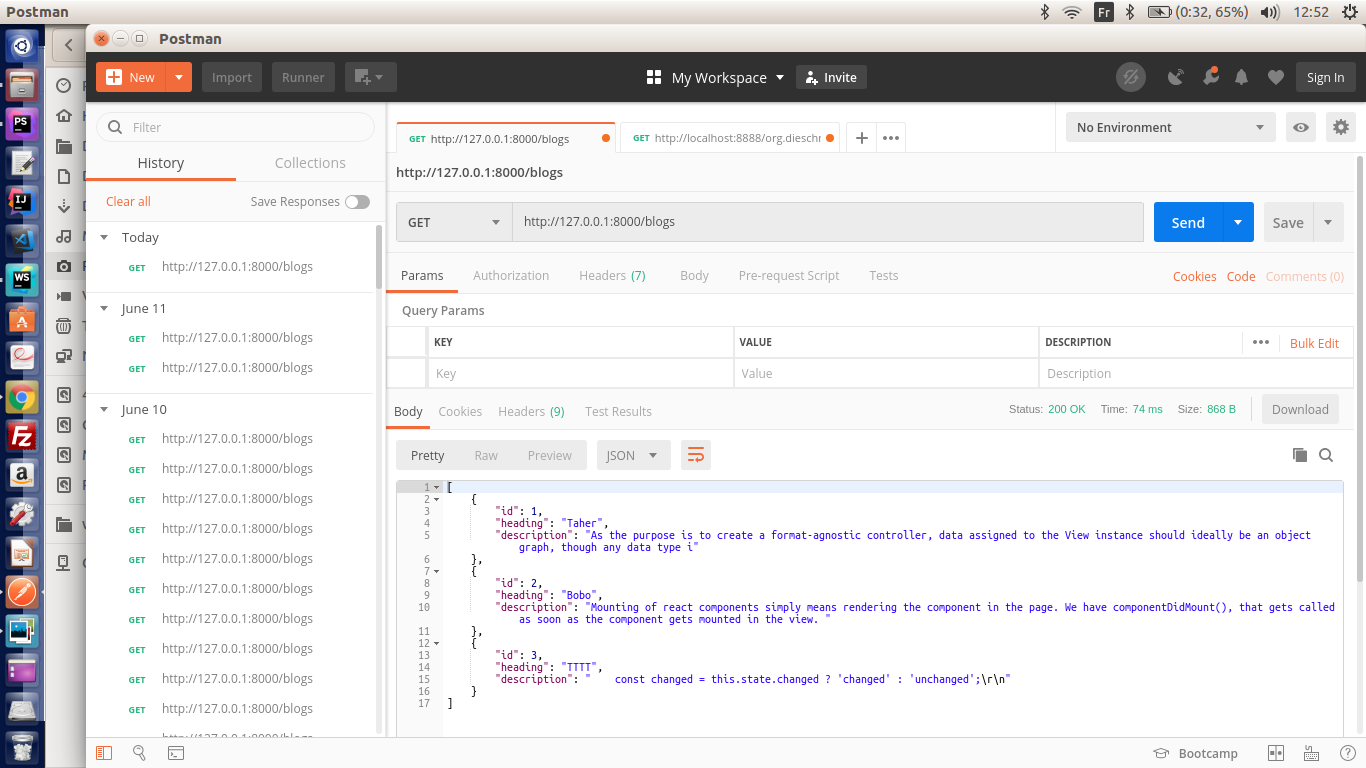 Postman
Fr (0:32, 65%) 12:52
Postman
New Import Runner My Workspace Invite Sign In
Filter
History Collections
Clear all Save Responses
Today
GET http://127.0.0.1:8000/blogs
June 11
GET http://127.0.0.1:8000/blogs
GET http://127.0.0.1:8000/blogs
June 10
GET http://127.0.0.1:8000/blogs
GET http://127.0.0.1:8000/blogs
GET http://127.0.0.1:8000/blogs
GET http://127.0.0.1:8000/blogs
GET http://127.0.0.1:8000/blogs
GET http://127.0.0.1:8000/blogs
GET http://127.0.0.1:8000/blogs
GET http://127.0.0.1:8000/blogs
GET http://127.0.0.1:8000/blogs
GET http://127.0.0.1:8000/blogs
GET http://127.0.0.1:8000/blogs
GET http://127.0.0.1:8000/blogs GET http://localhost:8888/org.dieschr
No Environment
http://127.0.0.1:8000/blogs
GET http://127.0.0.1:8000/blogs Send Save
Params Authorization Headers (7) Body Pre-request Script Tests Cookies Code Comments (0)
Query Params
KEY VALUE DESCRIPTION ••• Bulk Edit
Key Value Description
Body Cookies Headers (9) Test Results Status: 200 OK Time: 74 ms Size: 868 B Download
Pretty Raw Preview JSON
1 [
2 {
3 "id": 1,
4 "heading": "Taher",
5 "description": "As the purpose is to create a format-agnostic controller, data assigned to the View instance should ideally be an object
graph, though any data type i"
6 },
7 {
8 "id": 2,
9 "heading": "Bobo",
10 "description": "Mounting of react components simply means rendering the component in the page. We have componentDidMount(), that gets called
as soon as the component gets mounted in the view. "
11 },
12 {
13 "id": 3,
14 "heading": "TTTT",
15 "description": "    const changed = this.state.changed ? 'changed' : 'unchanged';\r\n"
16 }
17 ]
Bootcamp
PS
IJ
WS
Fz
a